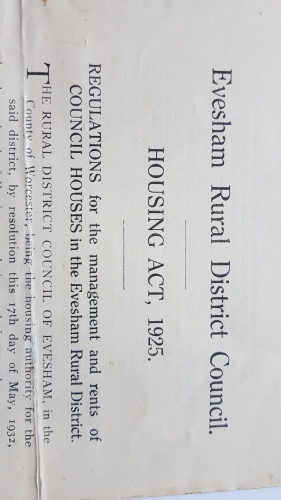 Evesham Rural District Council.
HOUSING ACT, 1925.
REGULATIONS for the management and rents of
COUNCIL HOUSES in the Evesham Rural District.
THE RURAL DISTRICT COUNCIL OF EVESHAM, in the
County of Worcester, being the housing authority for the
said district, by resolution this 17th day of May, 1932,